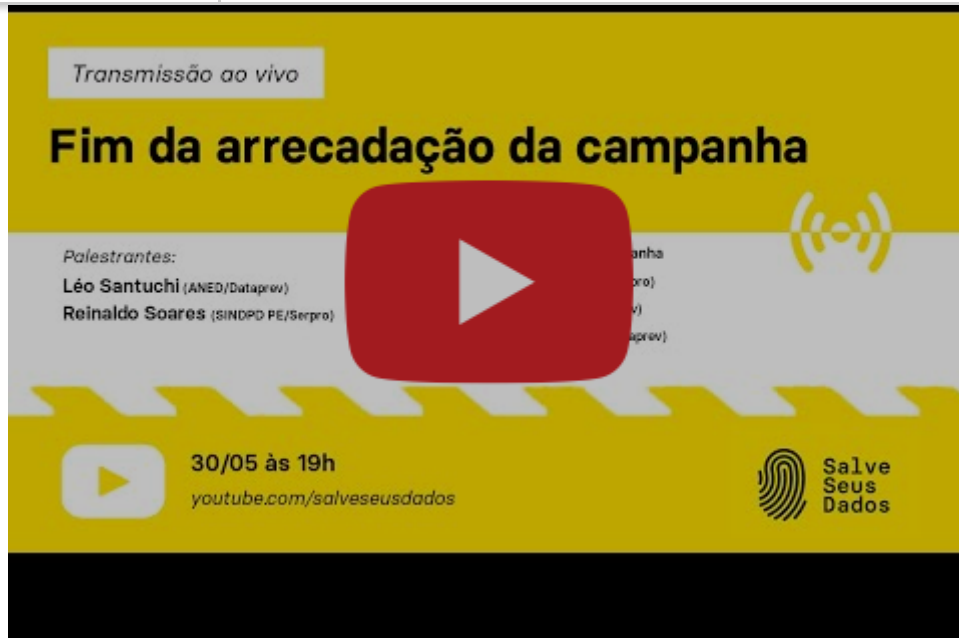 Transmissão ao vivo
Fim da arrecadação da campanha
Palestrantes:
Léo Santuchi (ANED/Dataprev)
Reinaldo Soares (SINDPD PE/Serpro)
30/05 às 19h
youtube.com/salveseusdados
Salve
Seus
Dados